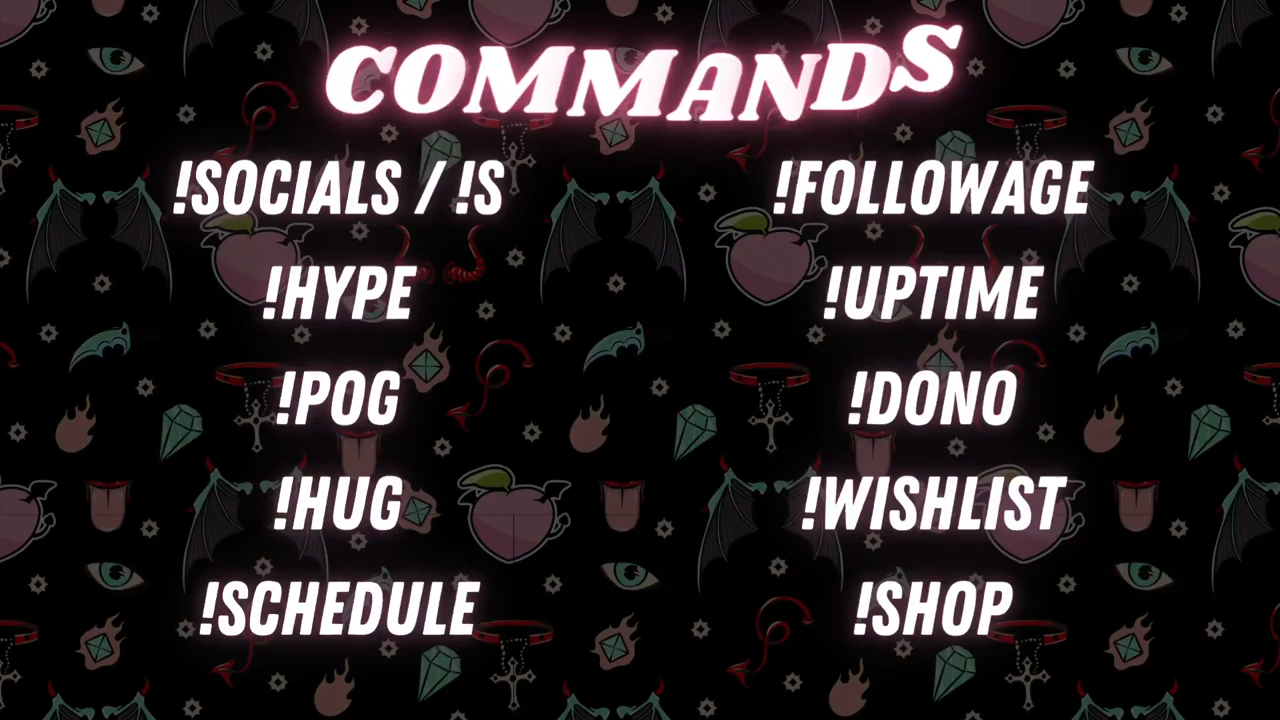 COMMANDS
!SOCIALS / !S
!HYPE
!POG
!HUG
!SCHEDULE
!FOLLOWAGE
!UPTIME
!DONO
!WISHLIST
!SHOP